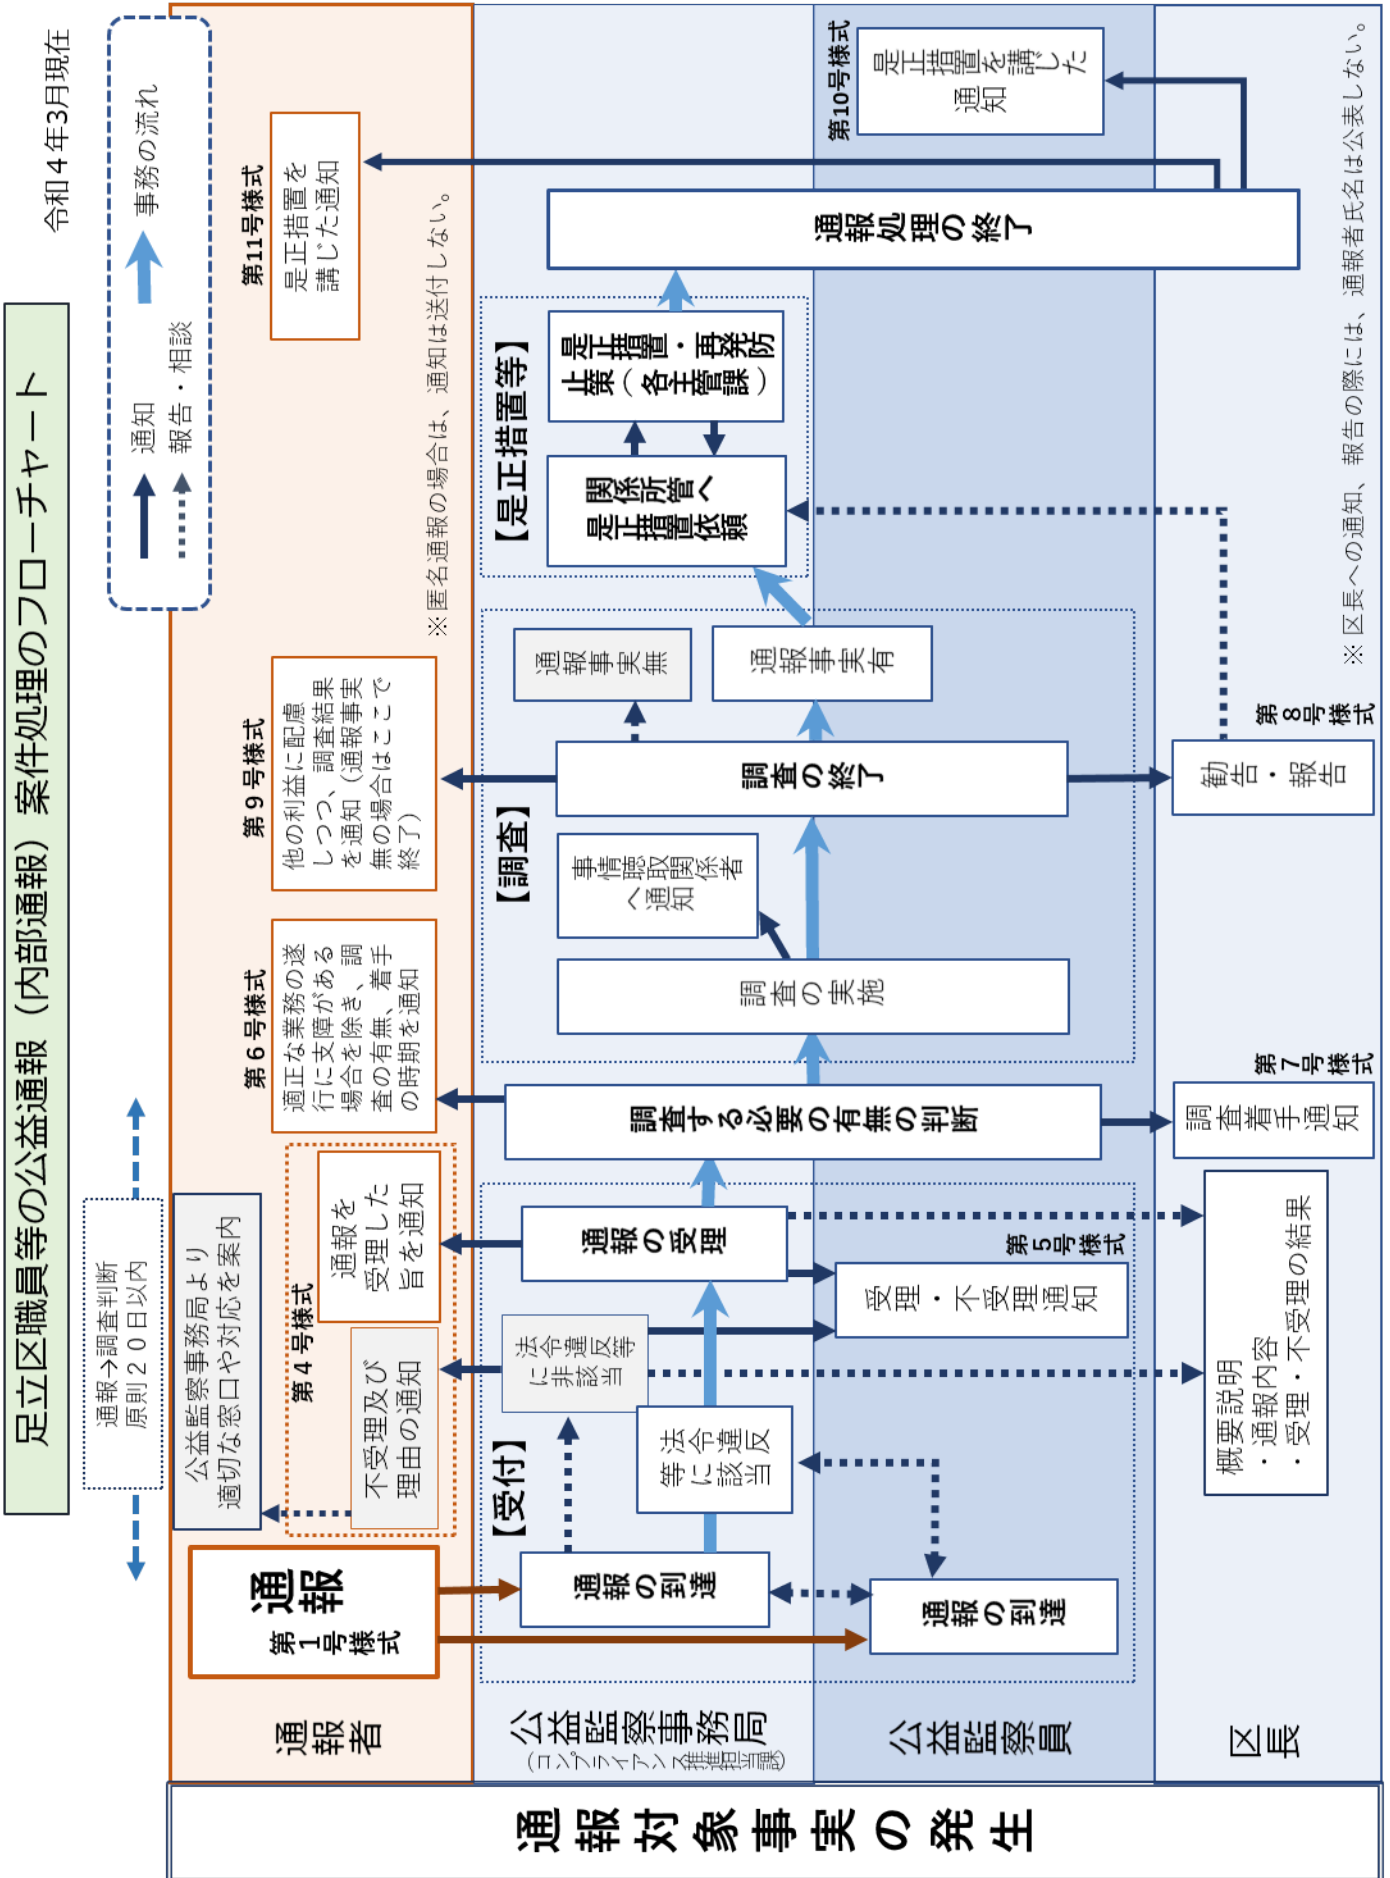 足立区職員等の公益通報（内部通報）案件処理のフローチャート
令和４年3月現在
通知
報告・相談
事務の流れ
通報→調査判断
原則２０日以内
通報対象事実の発生
通報者
通報
第1号様式
公益監察事務局より
適切な窓口や対応を案内
第４号様式
不受理及び
理由の通知
通報を
受理した
旨を通知
第６号様式
適正な業務の遂
行に支障がある
場合を除き、調
査の有無、着手
の時期を通知
第９号様式
他の利益に配慮
しつつ、調査結果
を通知（通報事実
無の場合はここで
終了）
第11号様式
是正措置を
講じた通知
※匿名通報の場合は、通知は送付しない。
公益監察事務局
（コンプライアンス推進担当課）
【受付】
通報の到達
法令違反等
に非該当
法令違反
等に該当
通報の受理
調査する必要の有無の判断
【調査】
調査の実施
事情聴取関係者
へ通知
調査の終了
通報事実無
通報事実有
【是正措置等】
関係所管へ
是正措置依頼
是正措置・再発防
止策（各主管課）
通報処理の終了
公益監察員
通報の到達
第5号様式
受理・不受理通知
第10号様式
是正措置を講じた
通知
区長
概要説明
・通報内容
・受理・不受理の結果
第7号様式
調査着手通知
第8号様式
勧告・報告
※区長への通知、報告の際には、通報者氏名は公表しない。